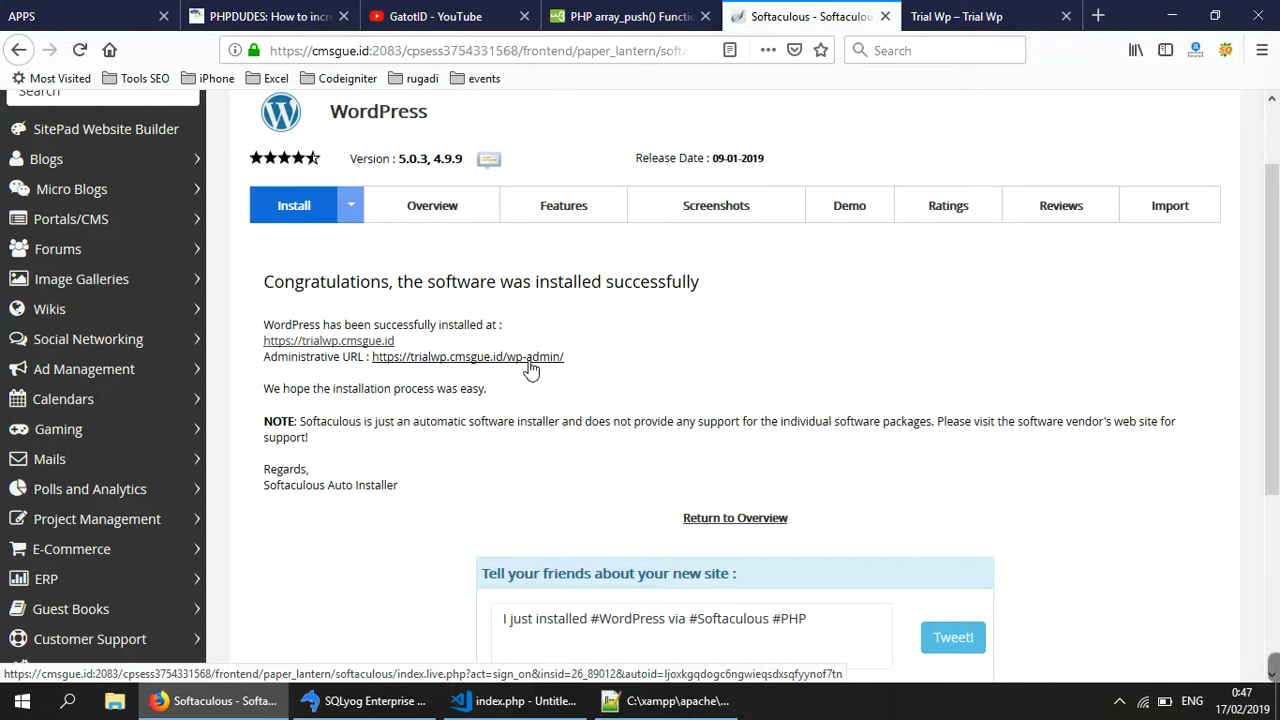 APPS
PHPDUDES: How to incr
GatotID - YouTube
PHP array_push() Functi
Softaculous - Softaculou
Trial Wp – Trial Wp
https://cmsgue.id:2083/cpsess3754331568/frontend/paper_lantern/softa
Search
Most Visited
Tools SEO
iPhone
Excel
Codeigniter
rugadi
events
Search
SitePad Website Builder
Blogs
Micro Blogs
Portals/CMS
Forums
Image Galleries
Wikis
Social Networking
Ad Management
Calendars
Gaming
Mails
Polls and Analytics
Project Management
E-Commerce
ERP
Guest Books
Customer Support
WordPress
Version : 5.0.3, 4.9.9
Release Date : 09-01-2019
Install
Overview
Features
Screenshots
Demo
Ratings
Reviews
Import
Congratulations, the software was installed successfully
WordPress has been successfully installed at :
https://trialwp.cmsgue.id
Administrative URL : https://trialwp.cmsgue.id/wp-admin/
We hope the installation process was easy.
NOTE: Softaculous is just an automatic software installer and does not provide any support for the individual software packages. Please visit the software vendor's web site for
support!
Regards,
Softaculous Auto Installer
Return to Overview
Tell your friends about your new site :
I just installed #WordPress via #Softaculous #PHP
Tweet!
https://cmsgue.id:2083/cpsess3754331568/frontend/paper_lantern/softaculous/index.live.php?act=sign_on&insid=26_89012&autoid=ljoxkgqdogc6ngwieqsdxsqfyynof7tn
Softaculous - Softa...
SQLyog Enterprise ...
index.php - Untitle...
C:\xampp\apache\...
ENG
0:47
17/02/2019